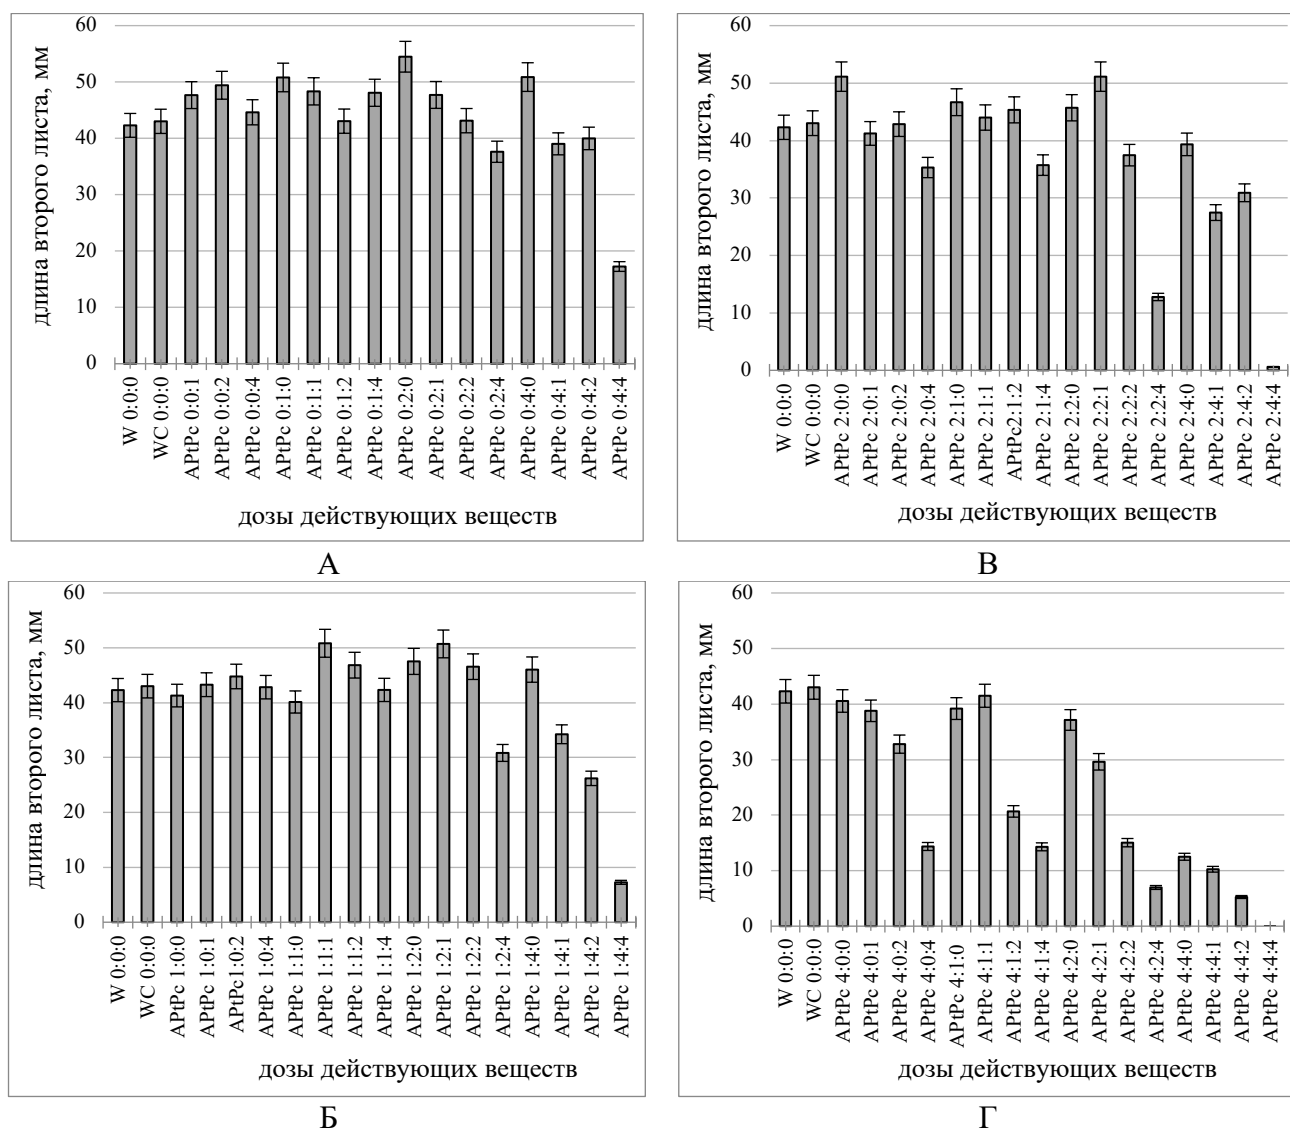 длина второго листа, мм
60
50
40
30
20
10
0
W 0:0:0
WC 0:0:0
APtPc 0:0:1
APtPc 0:0:2
APtPc 0:0:4
APtPc 0:1:0
APtPc 0:1:1
APtPc 0:1:2
APtPc 0:1:4
APtPc 0:2:0
APtPc 0:2:1
APtPc 0:2:2
APtPc 0:2:4
APtPc 0:4:0
APtPc 0:4:1
APtPc 0:4:2
APtPc 0:4:4
дозы действующих веществ
А
длина второго листа, мм
60
50
40
30
20
10
0
W 0:0:0
WC 0:0:0
APtPc 2:0:0
APtPc 2:0:1
APtPc 2:0:2
APtPc 2:0:4
APtPc 2:1:0
APtPc 2:1:1
APtPc2:1:2
APtPc 2:1:4
APtPc 2:2:0
APtPc 2:2:1
APtPc 2:2:2
APtPc 2:2:4
APtPc 2:4:0
APtPc 2:4:1
APtPc 2:4:2
APtPc 2:4:4
дозы действующих веществ
В
длина второго листа, мм
60
50
40
30
20
10
0
W 0:0:0
WC 0:0:0
APtPc 1:0:0
APtPc 1:0:1
APtPc 1:0:2
APtPc 1:0:4
APtPc 1:1:0
APtPc 1:1:1
APtPc 1:1:2
APtPc 1:1:4
APtPc 1:2:0
APtPc 1:2:1
APtPc 1:2:2
APtPc 1:2:4
APtPc 1:4:0
APtPc 1:4:1
APtPc 1:4:2
APtPc 1:4:4
дозы действующих веществ
Б
длина второго листа, мм
60
50
40
30
20
10
0
W 0:0:0
WC 0:0:0
APtPc 4:0:0
APtPc 4:0:1
APtPc 4:0:2
APtPc 4:0:4
APtPc 4:1:0
APtPc 4:1:1
APtPc 4:1:2
APtPc 4:1:4
APtPc 4:2:0
APtPc 4:2:1
APtPc 4:2:2
APtPc 4:2:4
APtPc 4:4:0
APtPc 4:4:1
APtPc 4:4:2
APtPc 4:4:4
дозы действующих веществ
Г